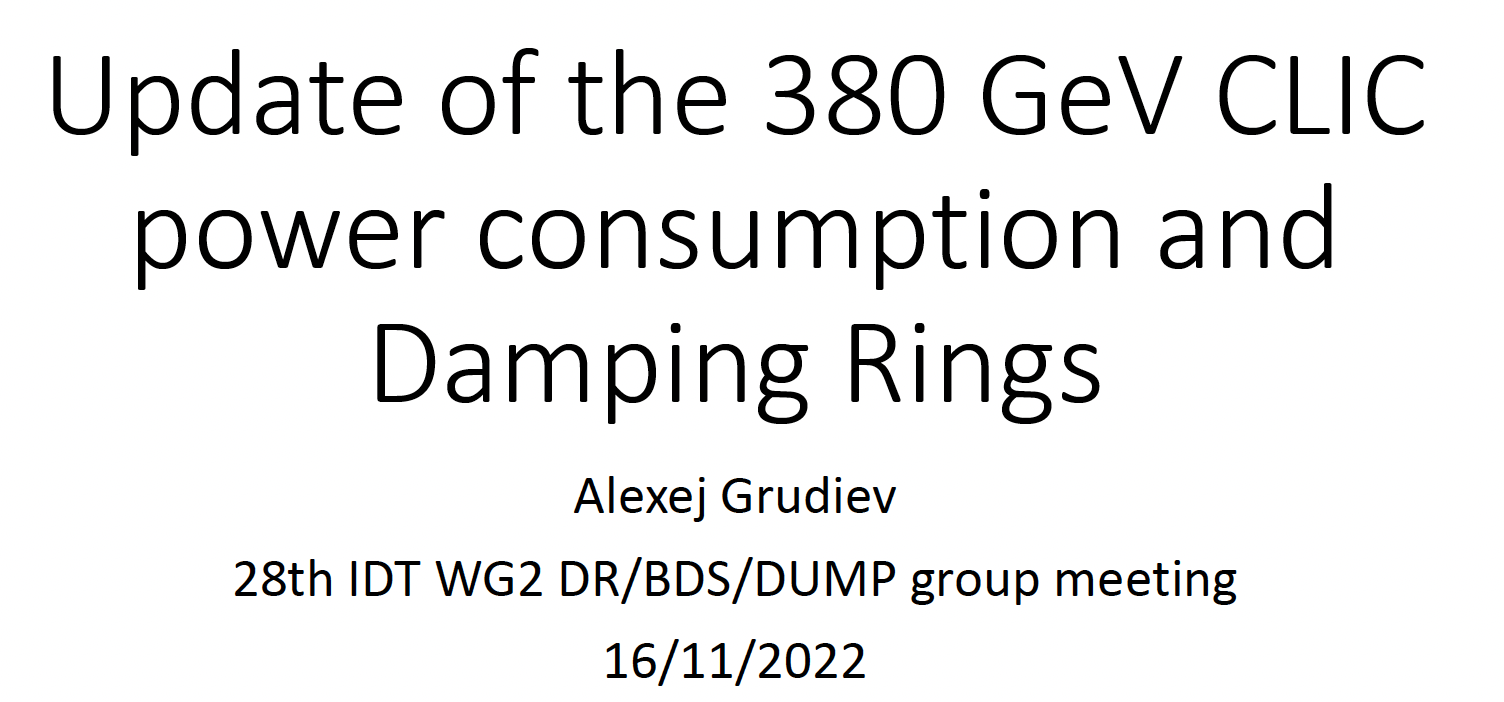 Update of the 380 GeV CLIC
power consumption and
Damping Rings
Alexej Grudiev
28th IDT WG2 DR/BDS/DUMP group meeting
16/11/2022